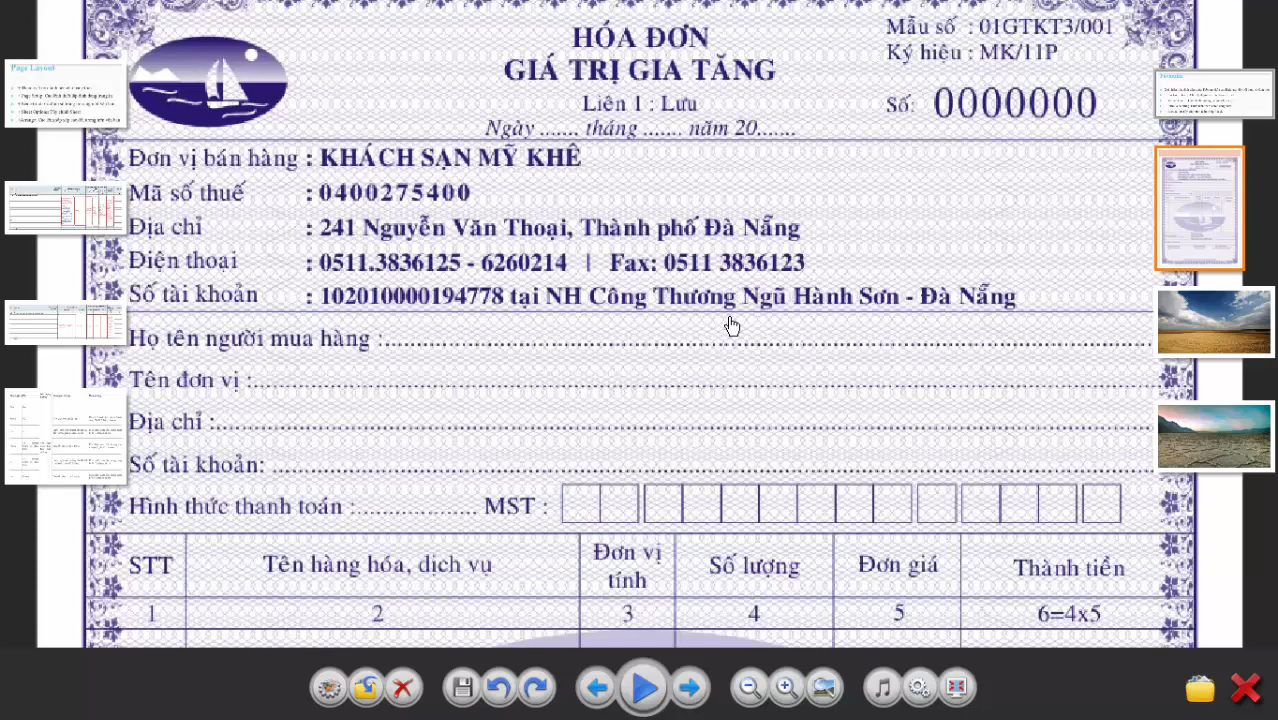 HÓA ĐƠN
GIÁ TRỊ GIA TĂNG
Liên 1 : Lưu
Ngày ....... tháng ....... năm 20.......
Mẫu số : 01GTKT3/001
Ký hiệu : MK/11P
Số: 0000000
Đơn vị bán hàng : KHÁCH SẠN MỸ KHÊ
Mã số thuế : 0400275400
Địa chỉ : 241 Nguyễn Văn Thoại, Thành phố Đà Nẵng
Điện thoại : 0511.3836125 - 6260214 | Fax: 0511 3836123
Số tài khoản : 102010000194778 tại NH Công Thương Ngũ Hành Sơn - Đà Nẵng
Họ tên người mua hàng :
Tên đơn vị :
Địa chỉ :
Số tài khoản:
Hình thức thanh toán :................... MST :
STT Tên hàng hóa, dịch vụ Đơn vị tính Số lượng Đơn giá Thành tiền
1 2 3 4 5 6=4x5
Page Layout